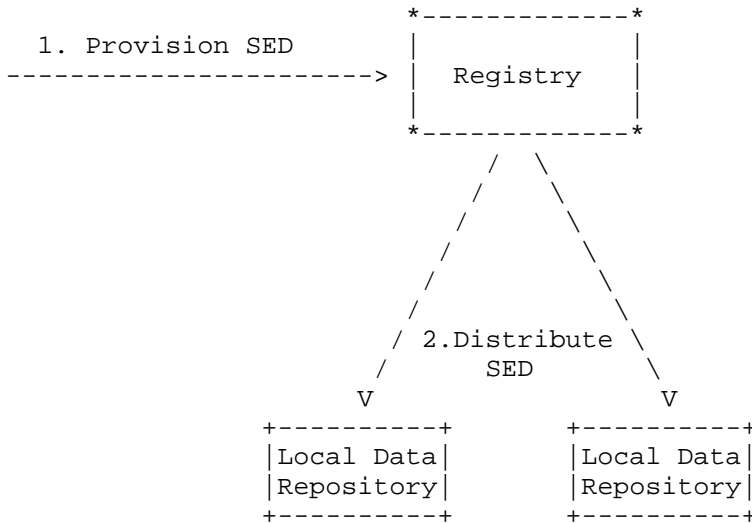 1. Provision SED
Registry
2.Distribute
SED
Local Data
Repository
Local Data
Repository